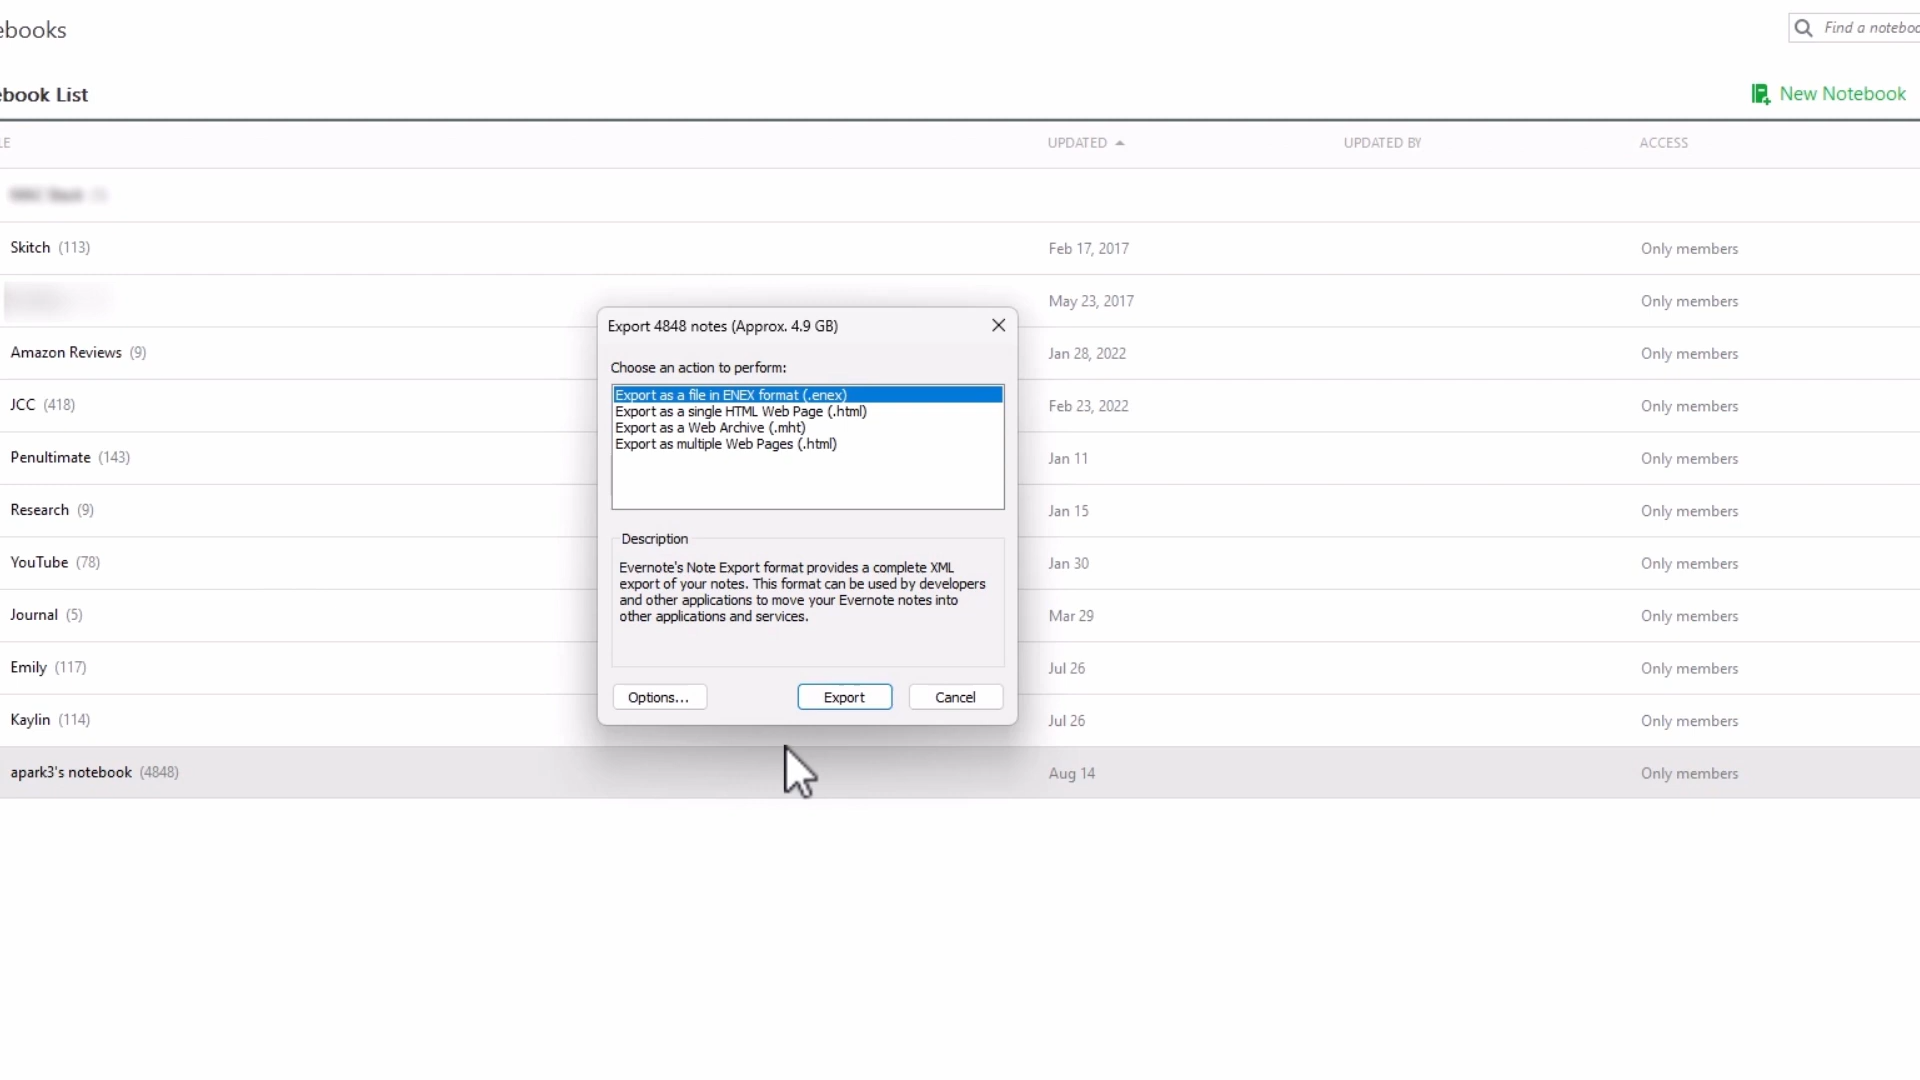 ebooks
Find a noteboo
ebook List
New Notebook
LE
UPDATED
UPDATED BY
ACCESS
Skitch (113)
Feb 17, 2017
Only members
May 23, 2017
Only members
Amazon Reviews (9)
Jan 28, 2022
Only members
JCC (418)
Feb 23, 2022
Only members
Penultimate (143)
Jan 11
Only members
Research (9)
Jan 15
Only members
YouTube (78)
Jan 30
Only members
Journal (5)
Mar 29
Only members
Emily (117)
Jul 26
Only members
Kaylin (114)
Jul 26
Only members
apark3's notebook (4848)
Aug 14
Only members
Export 4848 notes (Approx. 4.9 GB)
Choose an action to perform:
Export as a file in ENEX format (.enex)
Export as a single HTML Web Page (.html)
Export as a Web Archive (.mht)
Export as multiple Web Pages (.html)
Description
Evernote's Note Export format provides a complete XML
export of your notes. This format can be used by developers
and other applications to move your Evernote notes into
other applications and services.
Options...
Export
Cancel